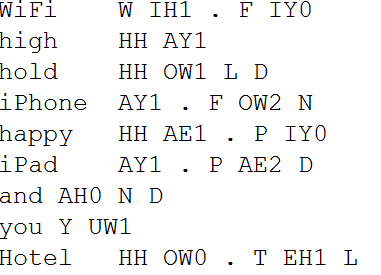 WiFi W IH1 . F IY0
high HH AY1
hold HH OW1 L D
iPhone AY1 . F OW2 N
happy HH AE1 . P IY0
iPad AY1 . P AE2 D
and AH0 N D
you Y UW1
Hotel HH OW0 . T EH1 L